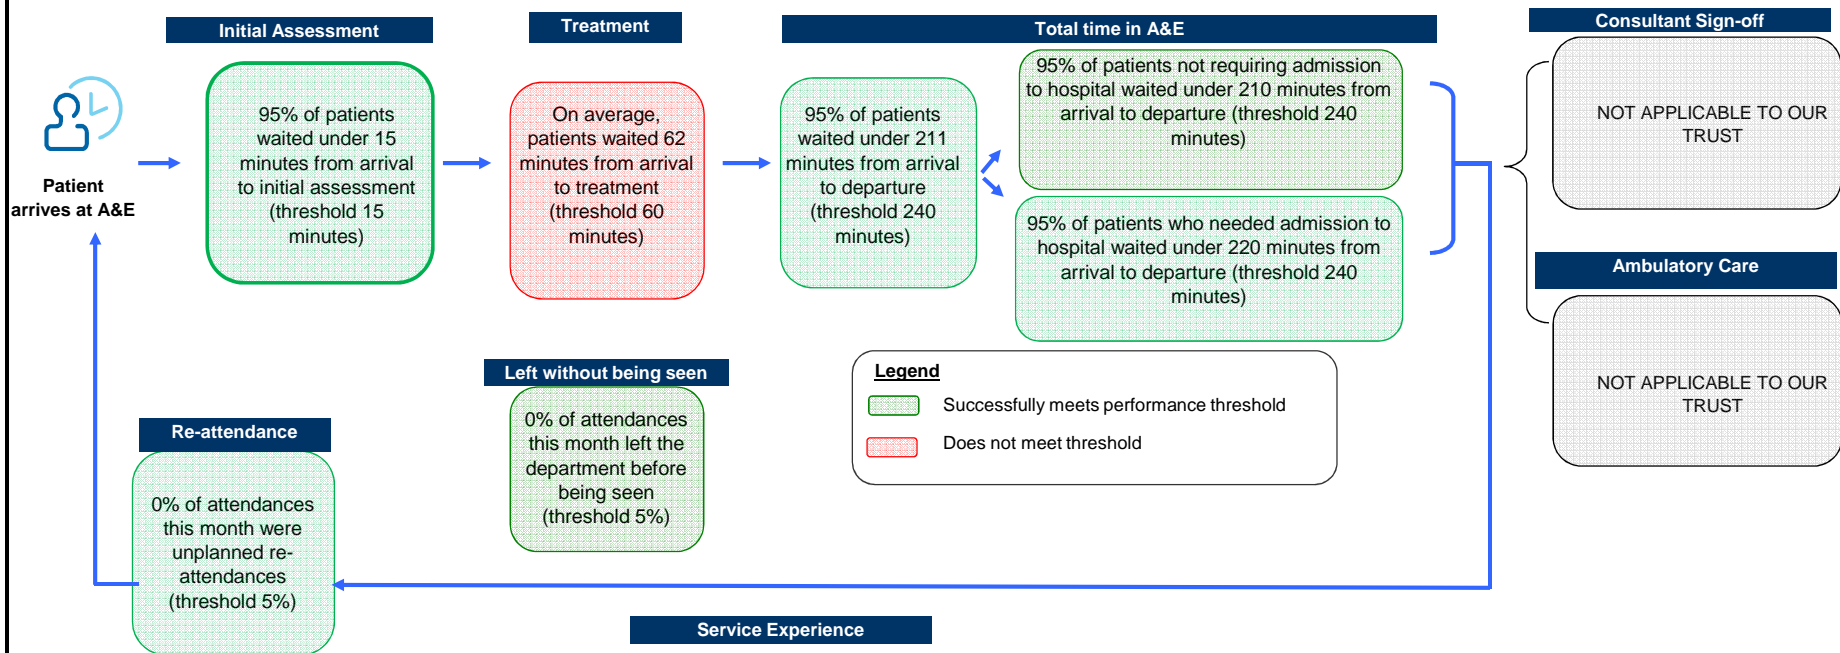 Initial Assessment
Treatment
Total time in A&E
Consultant Sign-off
Patient
arrives at A&E
95% of patients
waited under 15
minutes from arrival
to initial assessment
(threshold 15
minutes)
On average,
patients waited 62
minutes from arrival
to treatment
(threshold 60
minutes)
95% of patients
waited under 211
minutes from arrival
to departure
(threshold 240
minutes)
95% of patients not requiring admission
to hospital waited under 210 minutes from
arrival to departure (threshold 240
minutes)
95% of patients who needed admission to
hospital waited under 220 minutes from
arrival to departure (threshold 240
minutes)
NOT APPLICABLE TO OUR
TRUST
Ambulatory Care
NOT APPLICABLE TO OUR
TRUST
Left without being seen
0% of attendances
this month left the
department before
being seen
(threshold 5%)
Legend
Successfully meets performance threshold
Does not meet threshold
Re-attendance
0% of attendances
this month were
unplanned re-
attendances
(threshold 5%)
Service Experience